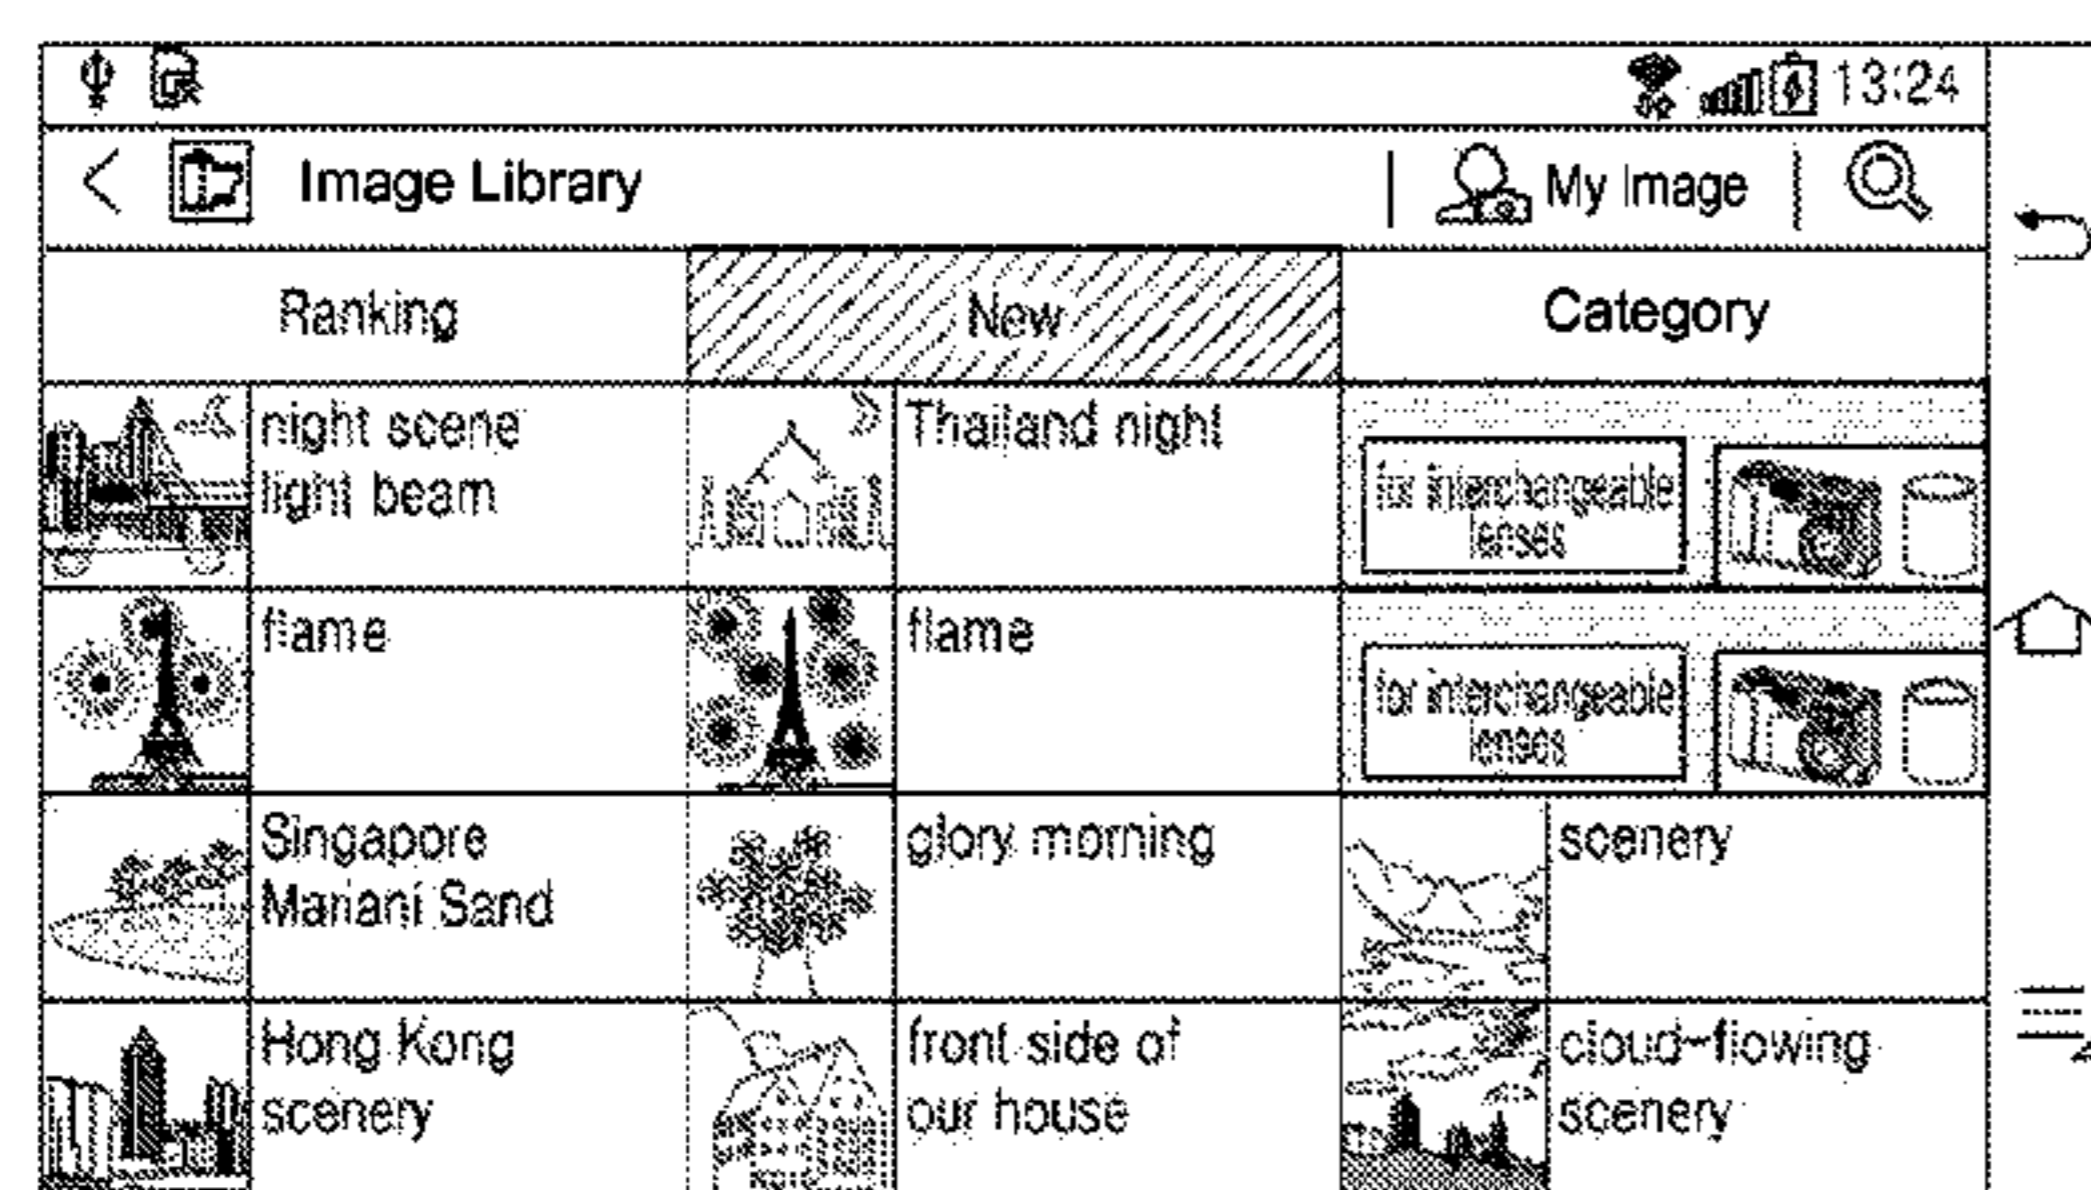 13:24
Image Library
My Image
Ranking
New
Category
night scene
light beam
Thailand night
for interchangeable
lenses
flame
flame
for interchangeable
lenses
Singapore
Mariani Sand
glory morning
scenery
Hong Kong
scenery
front side of
our house
cloud-flowing
scenery